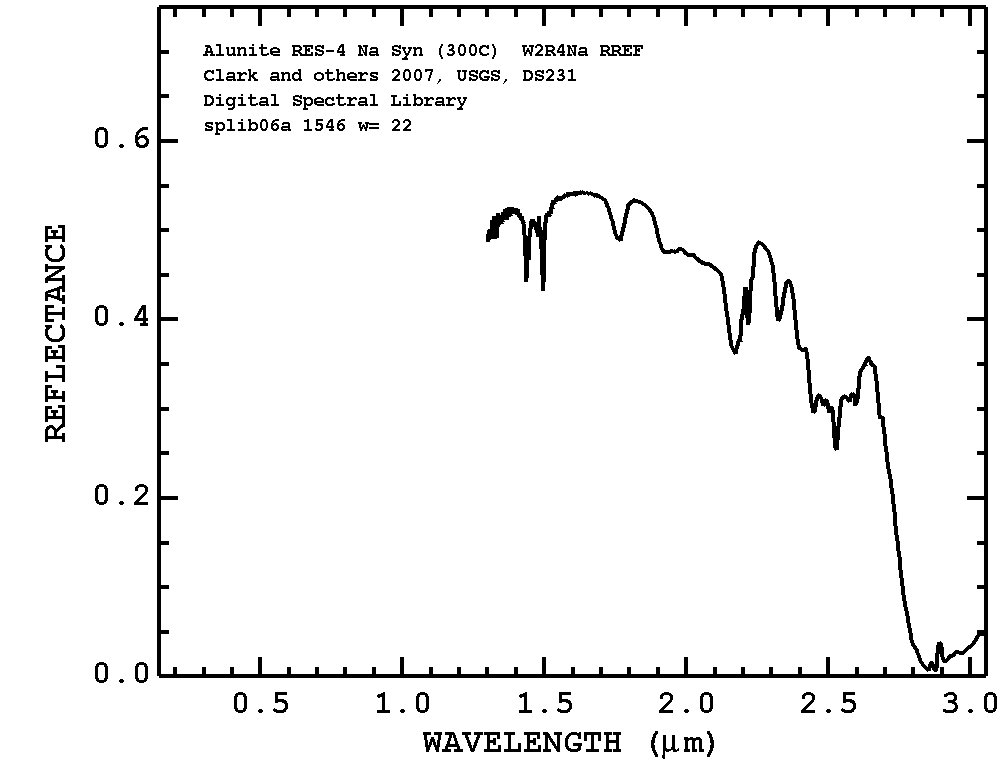 Alunite RES-4 Na Syn (300C)  W2R4Na RREF
Clark and others 2007, USGS, DS231
Digital Spectral Library
splib06a 1546 w= 22
REFLECTANCE
0.6
0.4
0.2
0.0
0.5
1.0
1.5
2.0
2.5
3.0
WAVELENGTH (μm)